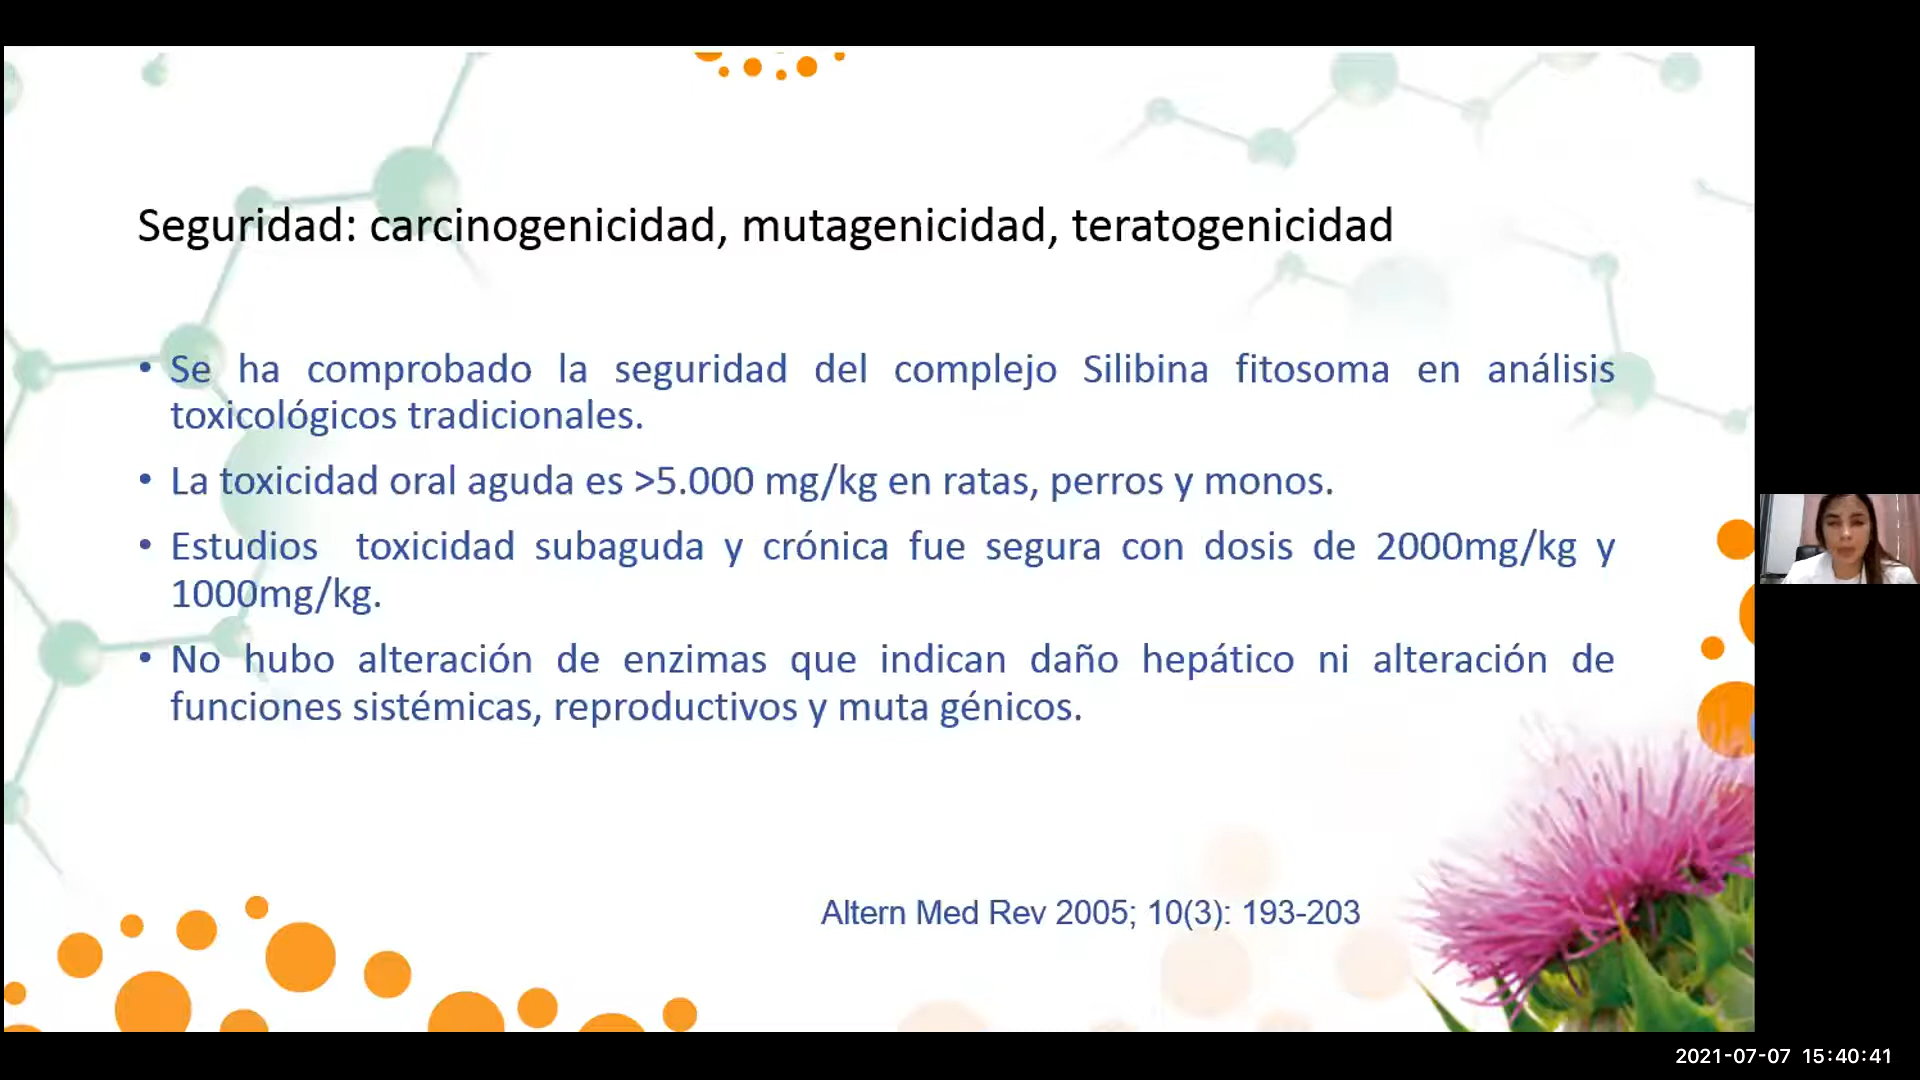 Seguridad: carcinogenicidad, mutagenicidad, teratogenicidad
• Se ha comprobado la seguridad del complejo Silibina fitosoma en análisis
toxicológicos tradicionales.
• La toxicidad oral aguda es >5.000 mg/kg en ratas, perros y monos.
• Estudios toxicidad subaguda y crónica fue segura con dosis de 2000mg/kg y
1000mg/kg.
• No hubo alteración de enzimas que indican daño hepático ni alteración de
funciones sistémicas, reproductivos y muta génicos.
Altern Med Rev 2005; 10(3): 193-203
2021-07-07 15:40:41